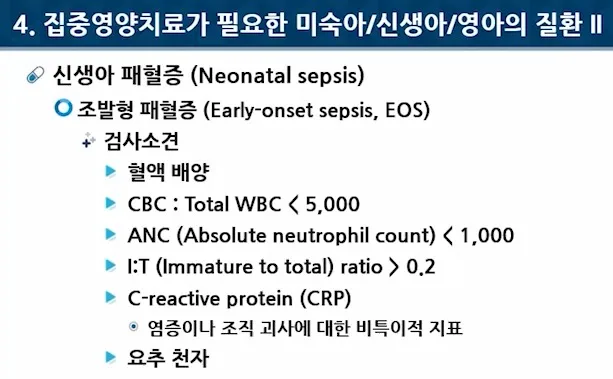 4. 집중영양치료가 필요한 미숙아/신생아/영아의 질환 II
신생아 패혈증 (Neonatal sepsis)
조발형 패혈증 (Early-onset sepsis, EOS)
검사소견
혈액 배양
CBC : Total WBC < 5,000
ANC (Absolute neutrophil count) < 1,000
I:T (Immature to total) ratio > 0.2
C-reactive protein (CRP)
염증이나 조직 괴사에 대한 비특이적 지표
요추 천자